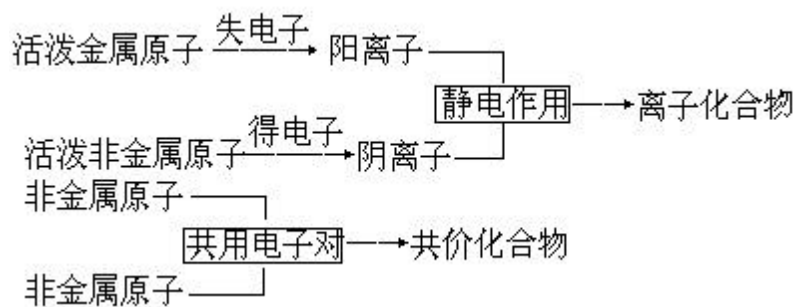 活泼金属原子 失电子 阳离子
静电作用 离子化合物
活泼非金属原子 得电子 阴离子
非金属原子
共用电子对 共价化合物
非金属原子